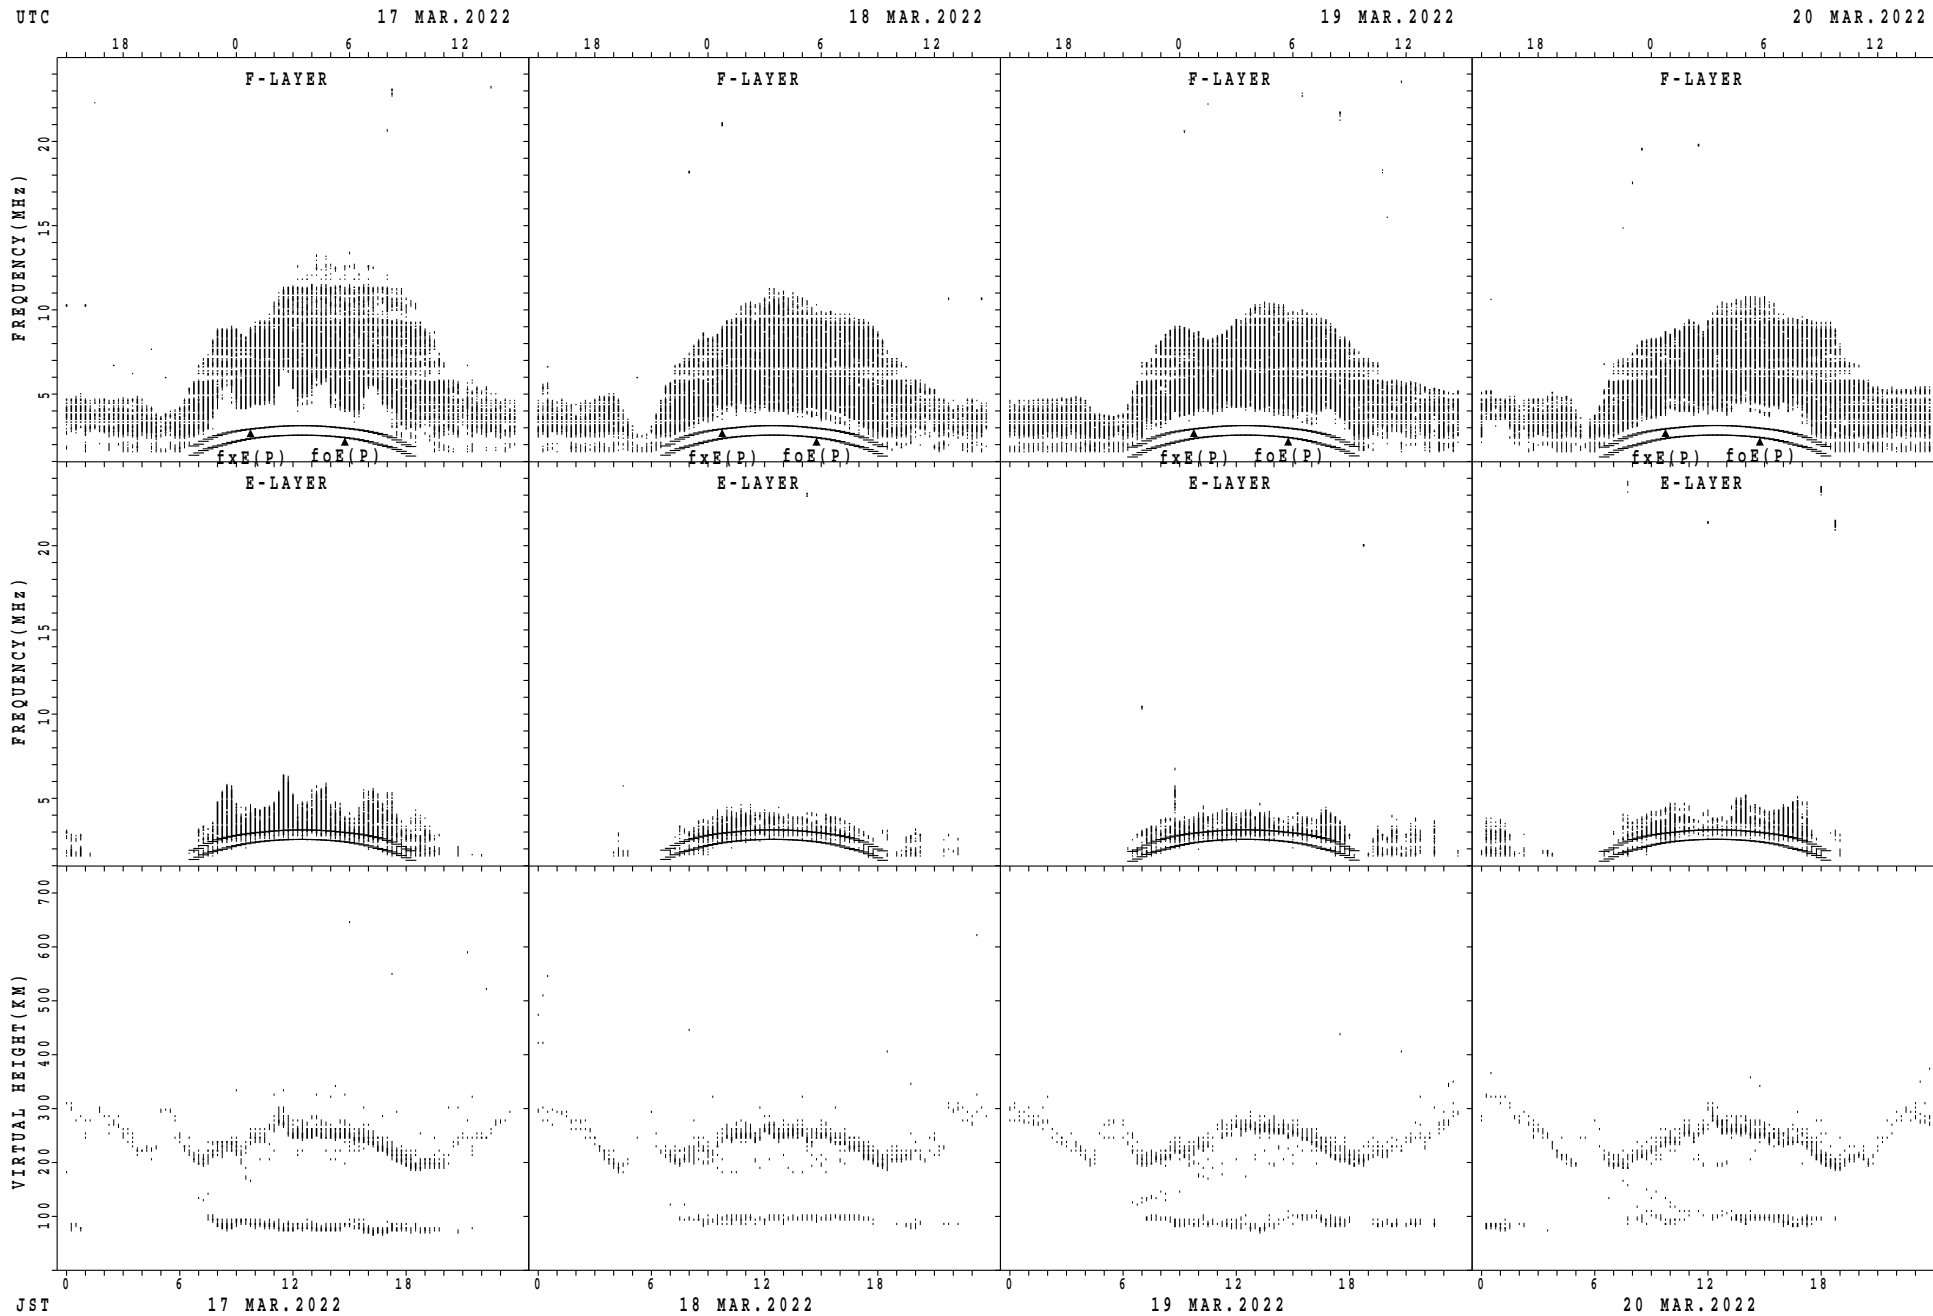 UTC 17 MAR.2022 18 MAR.2022 19 MAR.2022 20 MAR.2022
18 0 6 12 18 0 6 12 18 0 6 12 18 0 6 12
F-LAYER F-LAYER F-LAYER F-LAYER
FREQUENCY(MHz)
20
15
10
5
fxE(P) foE(P) fxE(P) foE(P) fxE(P) foE(P) fxE(P) foE(P)
E-LAYER E-LAYER E-LAYER E-LAYER
FREQUENCY(MHz)
20
15
10
5
VIRTUAL HEIGHT(KM)
700
600
500
400
300
200
100
0 6 12 18 0 6 12 18 0 6 12 18 0 6 12 18
JST 17 MAR.2022 18 MAR.2022 19 MAR.2022 20 MAR.2022